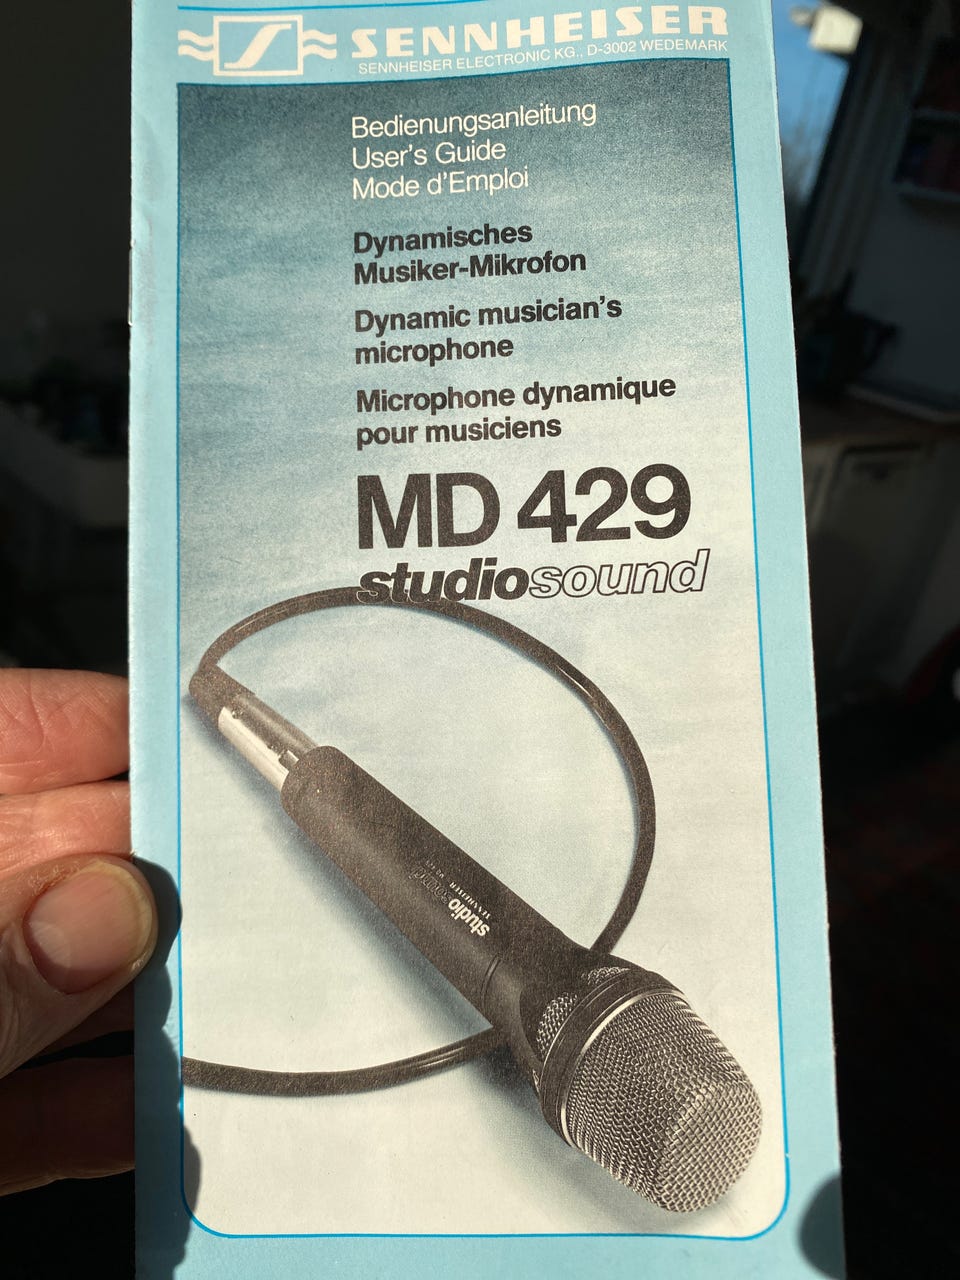 SENNHEISER
SENNHEISER ELECTRONIC KG., D-3002 WEDEMARK
Bedienungsanleitung
User's Guide
Mode d'Emploi
Dynamisches
Musiker-Mikrofon
Dynamic musician's
microphone
Microphone dynamique
pour musiciens
MD 429
studiosound
studiosound
SENNHEISER